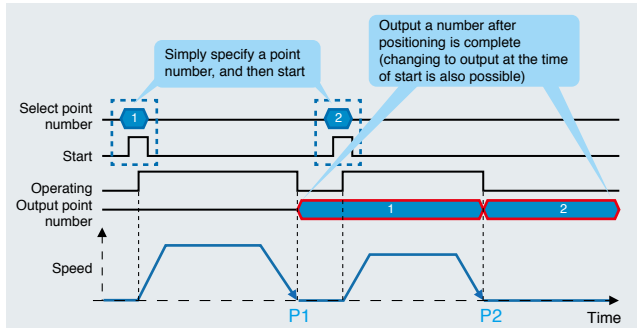 Output a number after
positioning is complete
(changing to output at the time
of start is also possible)
Simply specify a point
number, and then start
Select point
number
1
2
Start
Operating
Output point
number
1
2
Speed
P1
P2
Time